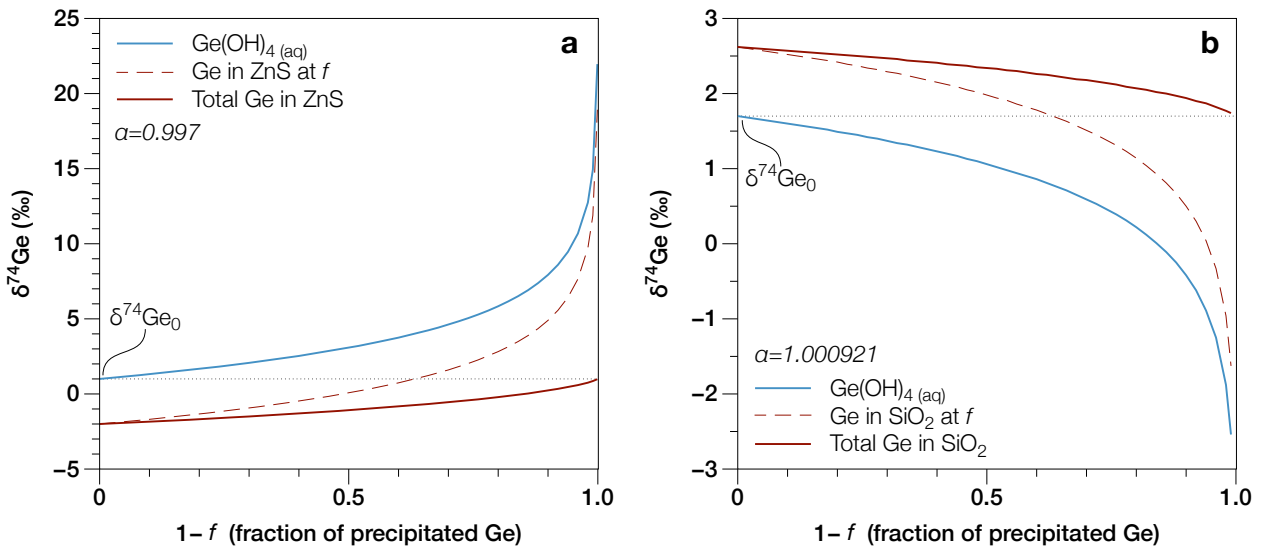 a
Ge(OH)₄ (aq)
Ge in ZnS at f
Total Ge in ZnS
α=0.997
δ⁷⁴Ge₀
δ⁷⁴Ge (‰)
25
20
15
10
5
0
−5
0
0.5
1.0
1− f (fraction of precipitated Ge)
b
δ⁷⁴Ge₀
α=1.000921
Ge(OH)₄ (aq)
Ge in SiO₂ at f
Total Ge in SiO₂
δ⁷⁴Ge (‰)
3
2
1
0
−1
−2
−3
0
0.5
1.0
1− f (fraction of precipitated Ge)